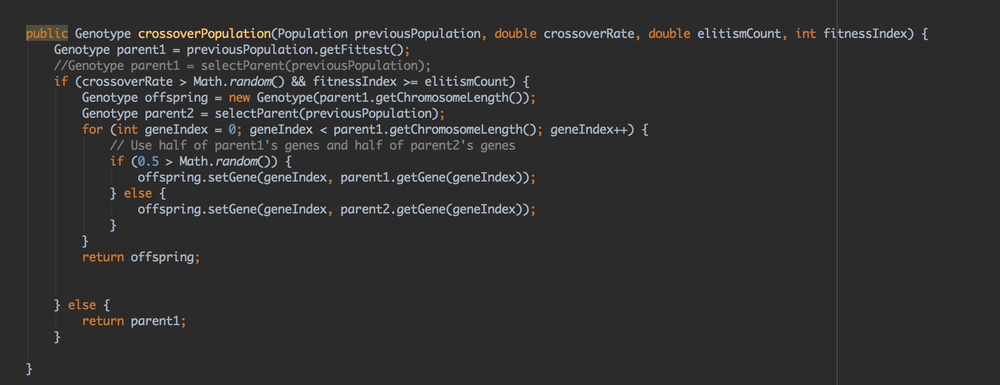 public Genotype crossoverPopulation(Population previousPopulation, double crossoverRate, double elitismCount, int fitnessIndex) {
    Genotype parent1 = previousPopulation.getFittest();
    //Genotype parent1 = selectParent(previousPopulation);
    if (crossoverRate > Math.random() && fitnessIndex >= elitismCount) {
        Genotype offspring = new Genotype(parent1.getChromosomeLength());
        Genotype parent2 = selectParent(previousPopulation);
        for (int geneIndex = 0; geneIndex < parent1.getChromosomeLength(); geneIndex++) {
            // Use half of parent1's genes and half of parent2's genes
            if (0.5 > Math.random()) {
                offspring.setGene(geneIndex, parent1.getGene(geneIndex));
            } else {
                offspring.setGene(geneIndex, parent2.getGene(geneIndex));
            }
        }
        return offspring;
    } else {
        return parent1;
    }
}